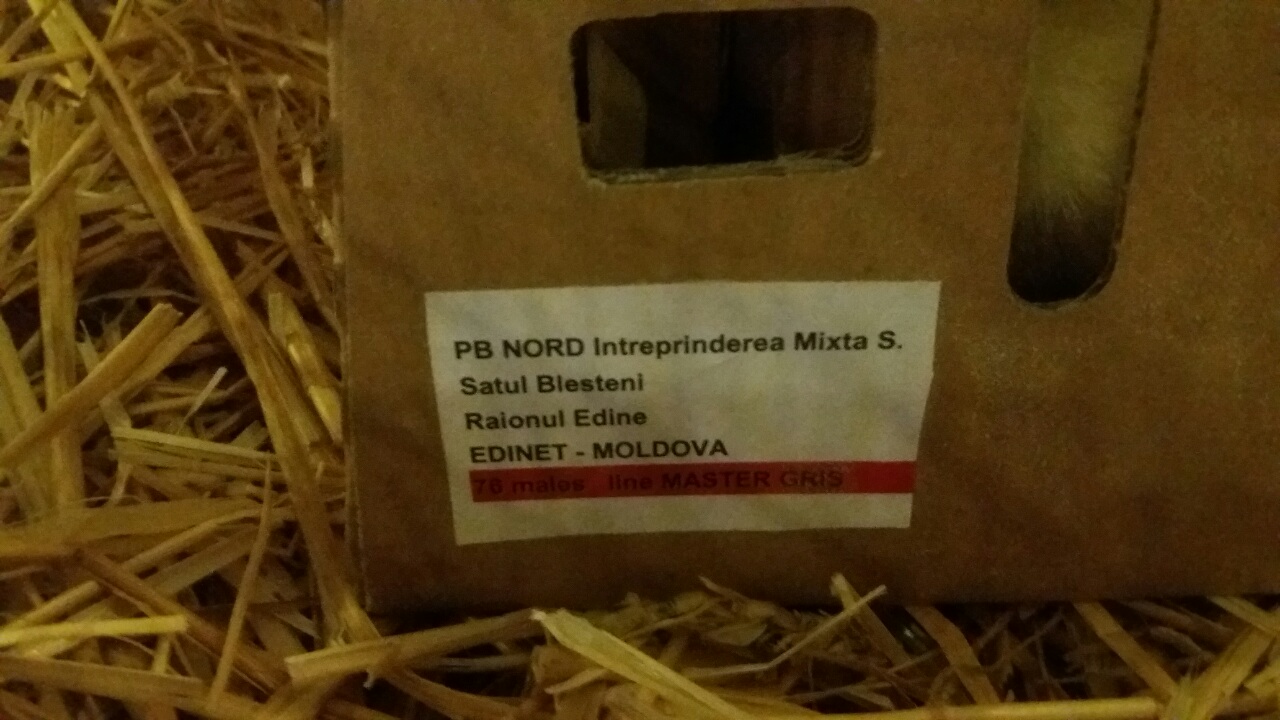 PB NORD Intreprinderea Mixta S.
Satul Blesteni
Raionul Edine
EDINET - MOLDOVA
76 males line MASTER GRIS